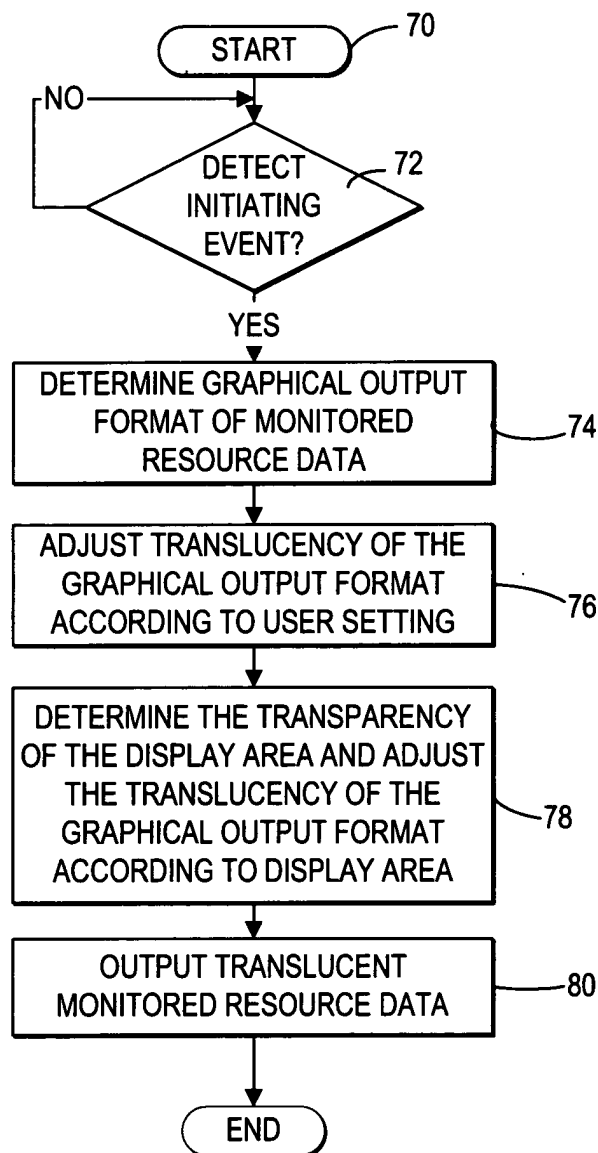 START
70
NO
DETECT
INITIATING
EVENT?
72
YES
DETERMINE GRAPHICAL OUTPUT
FORMAT OF MONITORED
RESOURCE DATA
74
ADJUST TRANSLUCENCY OF THE
GRAPHICAL OUTPUT FORMAT
ACCORDING TO USER SETTING
76
DETERMINE THE TRANSPARENCY
OF THE DISPLAY AREA AND ADJUST
THE TRANSLUCENCY OF THE
GRAPHICAL OUTPUT FORMAT
ACCORDING TO DISPLAY AREA
78
OUTPUT TRANSLUCENT
MONITORED RESOURCE DATA
80
END